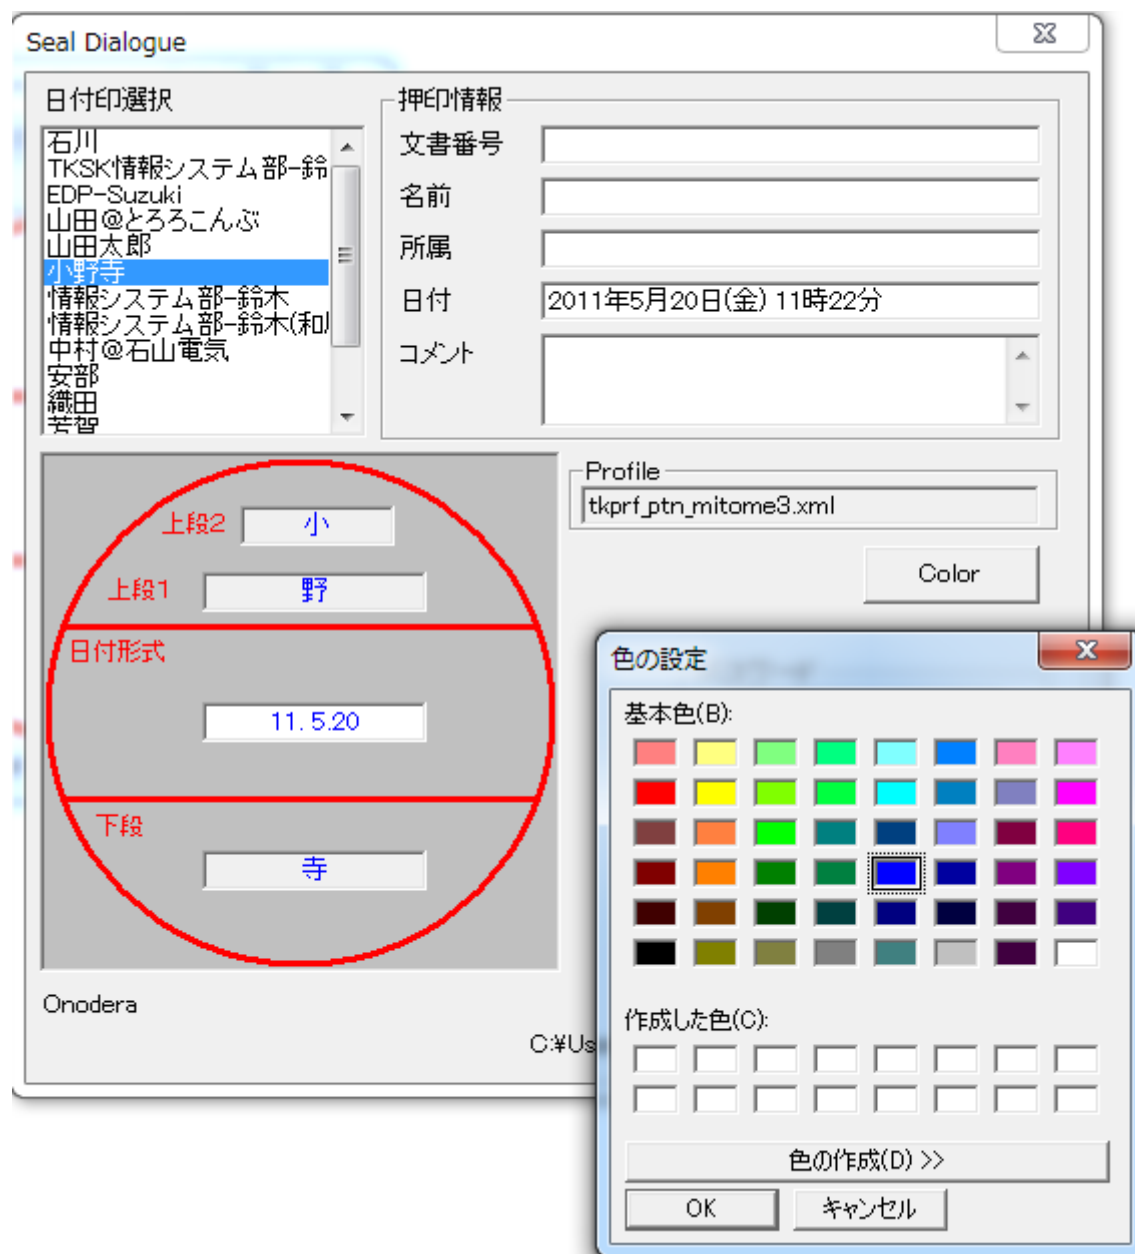 Seal Dialogue
日付印選択
石川
TKSK情報システム部-鈴
EDP-Suzuki
山田@とろろこんぶ
山田太郎
小野寺
情報システム部-鈴木
情報システム部-鈴木(和
中村@石山電気
安部
織田
芳賀
押印情報
文書番号
名前
所属
日付 2011年5月20日(金) 11時22分
コメント
上段2 小
上段1 野
日付形式
11. 5.20
下段
寺
Profile
tkprf_ptn_mitome3.xml
Color
Onodera
C:¥Us
色の設定
基本色(B):
作成した色(C):
色の作成(D) >>
OK キャンセル